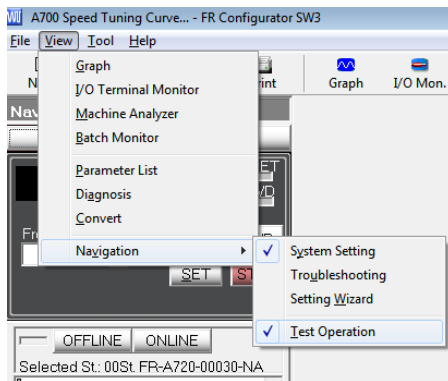 A700 Speed Tuning Curve... - FR Configurator SW3
File View Tool Help
Graph I/O Mon.
Graph
I/O Terminal Monitor
Machine Analyzer
Batch Monitor
Parameter List
Diagnosis
Convert
Navigation
System Setting
Troubleshooting
Setting Wizard
Test Operation
SET
OFFLINE ONLINE
Selected St.: 00St. FR-A720-00030-NA